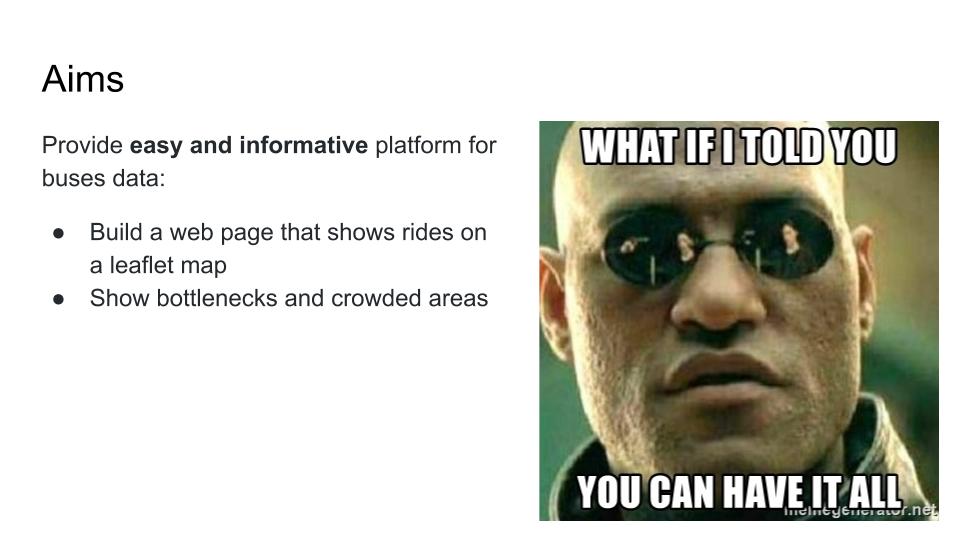 Aims
Provide easy and informative platform for
buses data:
● Build a web page that shows rides on
a leaflet map
● Show bottlenecks and crowded areas
WHAT IF I TOLD YOU
YOU CAN HAVE IT ALL
memegenerator.net